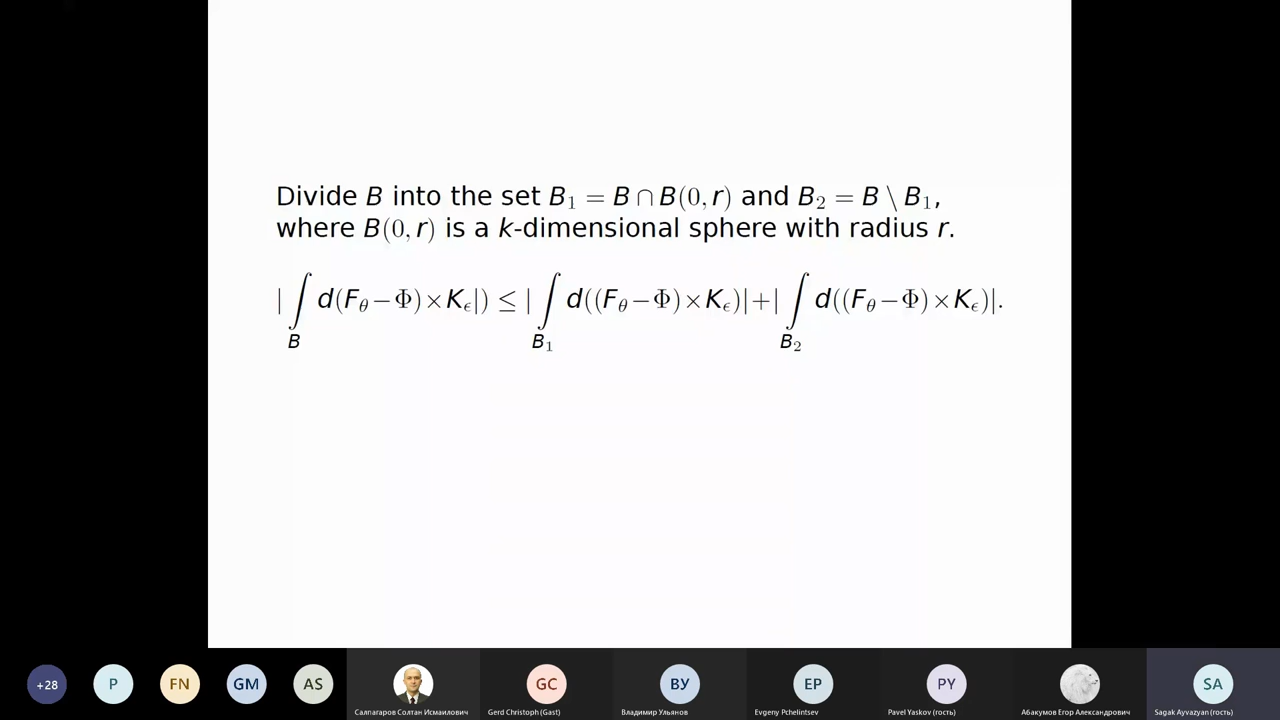 Divide B into the set B₁ = B ∩ B(0, r) and B₂ = B \ B₁,
where B(0, r) is a k-dimensional sphere with radius r.
| ∫_B d(F_θ − Φ) × K_ϵ|) ≤ | ∫_{B₁} d((F_θ − Φ) × K_ϵ)| + | ∫_{B₂} d((F_θ − Φ) × K_ϵ)|.
+28 P FN GM AS GC ВУ EP PY SA
Салпагаров Солтан Исмаилович Gerd Christoph (Gast) Владимир Ульянов Evgeny Pchelintsev Pavel Yaskov (гость) Абакумов Егор Александрович Sagak Ayvazyan (гость)